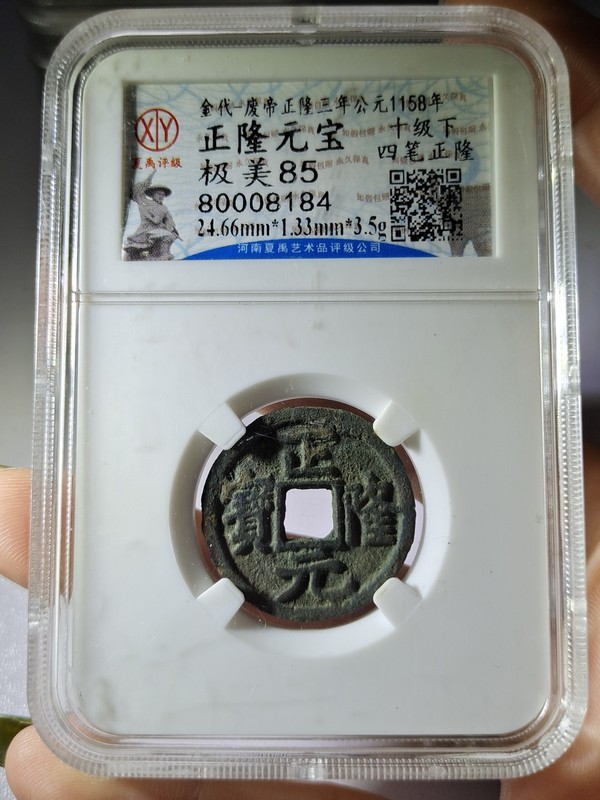 金代-废帝正隆三年公元1158年
正隆元宝
十级下
极美85
四笔正隆
80008184
24.66mm*1.33mm*3.5g
XY
夏禹评级
河南夏禹艺术品评级公司
正隆元寶